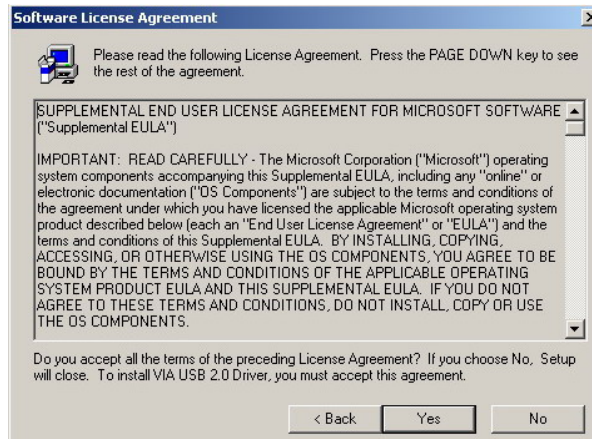 Software License Agreement
Please read the following License Agreement. Press the PAGE DOWN key to see
the rest of the agreement.
SUPPLEMENTAL END USER LICENSE AGREEMENT FOR MICROSOFT SOFTWARE
("Supplemental EULA")
IMPORTANT: READ CAREFULLY - The Microsoft Corporation ("Microsoft") operating
system components accompanying this Supplemental EULA, including any "online" or
electronic documentation ("OS Components") are subject to the terms and conditions of
the agreement under which you have licensed the applicable Microsoft operating system
product described below (each an "End User License Agreement" or "EULA") and the
terms and conditions of this Supplemental EULA. BY INSTALLING, COPYING,
ACCESSING, OR OTHERWISE USING THE OS COMPONENTS, YOU AGREE TO BE
BOUND BY THE TERMS AND CONDITIONS OF THE APPLICABLE OPERATING
SYSTEM PRODUCT EULA AND THIS SUPPLEMENTAL EULA. IF YOU DO NOT
AGREE TO THESE TERMS AND CONDITIONS, DO NOT INSTALL, COPY OR USE
THE OS COMPONENTS.
Do you accept all the terms of the preceding License Agreement? If you choose No, Setup
will close. To install VIA USB 2.0 Driver, you must accept this agreement.
< Back Yes No